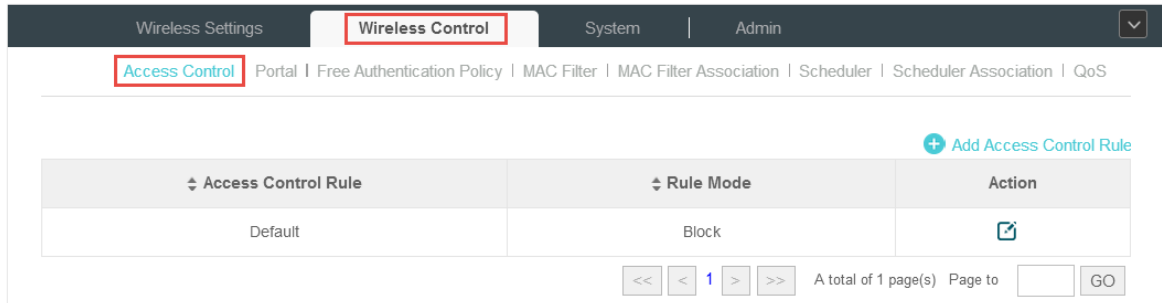 Wireless Settings Wireless Control System | Admin
Access Control | Portal | Free Authentication Policy | MAC Filter | MAC Filter Association | Scheduler | Scheduler Association | QoS
Add Access Control Rule
Access Control Rule Rule Mode Action
Default Block
<< < 1 > >> A total of 1 page(s) Page to GO